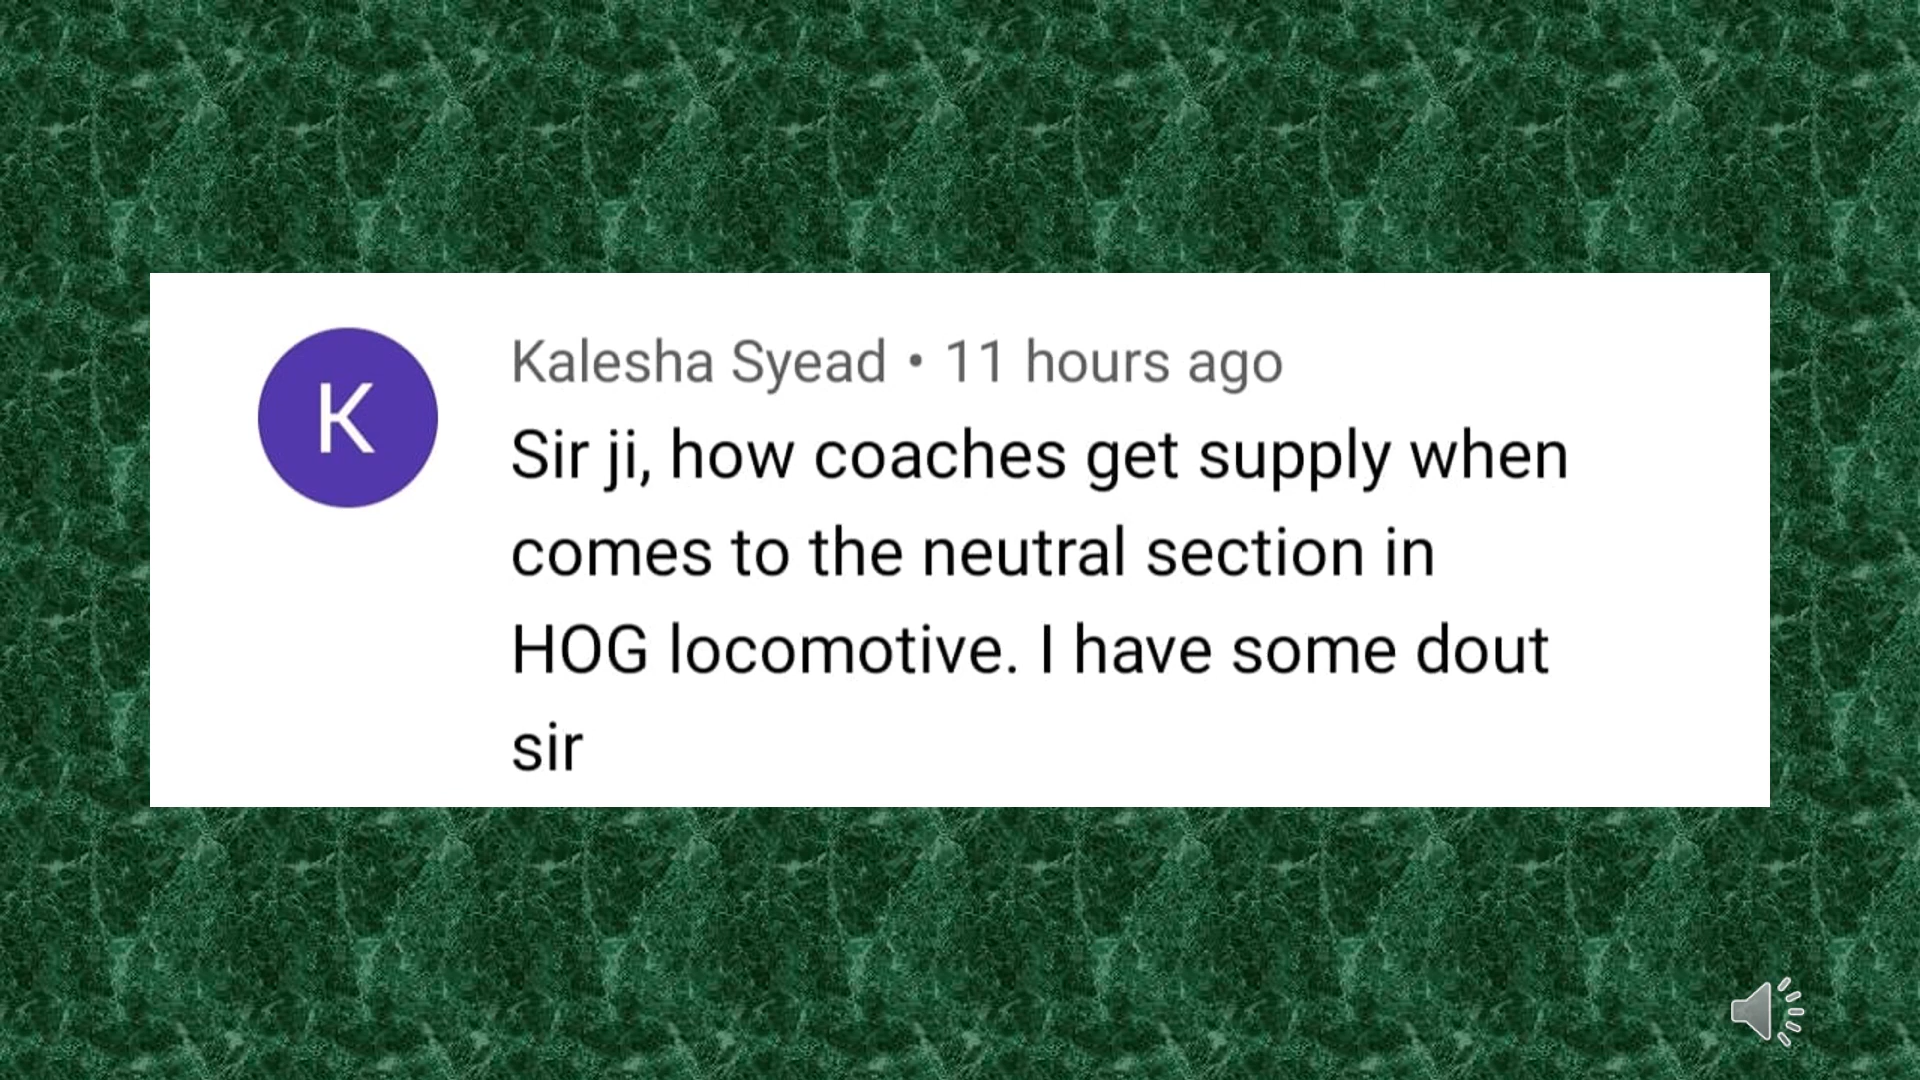 K
Kalesha Syead • 11 hours ago
Sir ji, how coaches get supply when
comes to the neutral section in
HOG locomotive. I have some dout
sir